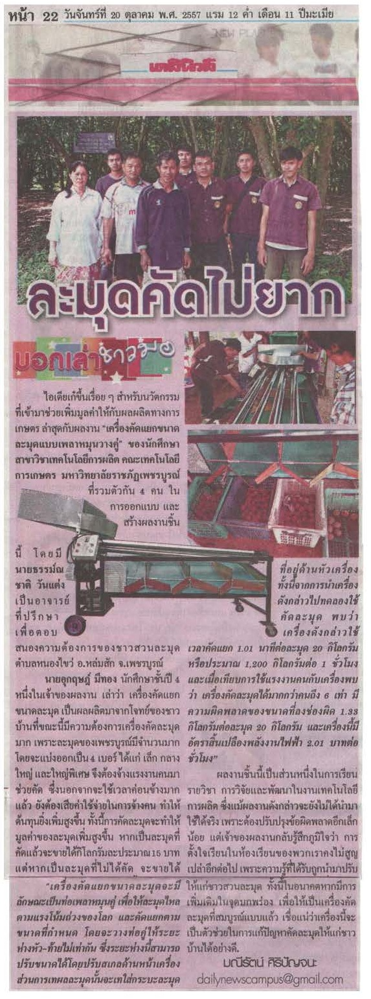 หน้า 22 วันจันทร์ที่ 20 ตุลาคม พ.ศ. 2557 แรม 12 ค่ำ เดือน 11 ปีมะเมีย
NEW PLA
เดลินิวส์
ละมุดคัดไม่ยาก
บอกเล่าชาวมอ
ไอเดียเก๋ขึ้นเรื่อย ๆ สำหรับนวัตกรรม
ที่เข้ามาช่วยเพิ่มมูลค่าให้กับผลผลิตทางการ
เกษตร ล่าสุดกับผลงาน "เครื่องคัดแยกขนาด
ละมุดแบบเพลาหมุนวางคู่" ของนักศึกษา
สาขาวิชาเทคโนโลยีการผลิต คณะเทคโนโลยี
การเกษตร มหาวิทยาลัยราชภัฏเพชรบูรณ์
ที่รวมตัวกัน 4 คน ใน
การออกแบบ และ
สร้างผลงานชิ้น
นี้ โดยมี
นายธรรม์ณ
ชาติ วันแต่ง
เป็นอาจารย์
ที่ปรึกษา
เพื่อตอบ
สนองความต้องการของชาวสวนละมุด
ตำบลหนองไขว่ อ.หล่มสัก จ.เพชรบูรณ์
นายอุกฤษฎ์ มีทอง นักศึกษาชั้นปี 4
หนึ่งในเจ้าของผลงาน เล่าว่า เครื่องคัดแยก
ขนาดละมุด เป็นผลผลิตมาจากโจทย์ของชาว
บ้านที่ขณะนี้มีความต้องการเครื่องคัดละมุด
มาก เพราะละมุดของเพชรบูรณ์มีจำนวนมาก
โดยจะแบ่งออกเป็น 4 เบอร์ ได้แก่ เล็ก กลาง
ใหญ่ และใหญ่พิเศษ จึงต้องจ้างแรงงานคนมา
ช่วยคัด ซึ่งนอกจากจะใช้เวลาค่อนข้างมาก
แล้ว ยังต้องเสียค่าใช้จ่ายในการจ้างคน ทำให้
ต้นทุนยิ่งเพิ่มสูงขึ้น ทั้งนี้การคัดละมุดจะทำให้
มูลค่าของละมุดเพิ่มสูงขึ้น หากเป็นละมุดที่
คัดแล้วจะขายได้กิโลกรัมละประมาณ 15 บาท
แต่หากเป็นละมุดที่ไม่ได้คัด จะขายได้
"เครื่องคัดแยกขนาดละมุดจะมี
ลักษณะเป็นท่อเพลาหมุนคู่ เพื่อให้ละมุดไหล
ตามแรงโน้มถ่วงของโลก และคัดแยกตาม
ขนาดที่กำหนด โดยจะวางท่อคู่ให้ระยะ
ห่างหัว-ท้ายไม่เท่ากัน ซึ่งระยะห่างนี้สามารถ
ปรับขนาดได้โดยปรับสเกลด้านหน้าเครื่อง
ส่วนการเทผลละมุดนั้นจะเทใส่กระบะละมุด
ที่อยู่ด้านหัวเครื่อง
ทั้งนี้จากการนำเครื่อง
ดังกล่าวไปทดลองใช้
คัดละมุด พบว่า
เครื่องดังกล่าวใช้
เวลาคัดแยก 1.01 นาทีต่อละมุด 20 กิโลกรัม
หรือประมาณ 1,200 กิโลกรัมต่อ 1 ชั่วโมง
และเมื่อเทียบการใช้แรงงานคนกับเครื่องพบ
ว่า เครื่องคัดละมุดได้มากกว่าคนถึง 6 เท่า มี
ความผิดพลาดของขนาดที่ลงช่องผิด 1.33
กิโลกรัมต่อละมุด 20 กิโลกรัม และเครื่องนี้มี
อัตราสิ้นเปลืองพลังงานไฟฟ้า 2.01 บาทต่อ
ชั่วโมง"
ผลงานชิ้นนี้เป็นส่วนหนึ่งในการเรียน
รายวิชา การวิจัยและพัฒนาในงานเทคโนโลยี
การผลิต ซึ่งแม้ผลงานดังกล่าวจะยังไม่ได้นำมา
ใช้ได้จริง เพราะต้องปรับปรุงข้อผิดพลาดอีกเล็ก
น้อย แต่เจ้าของผลงานกลับรู้สึกภูมิใจว่า การ
ตั้งใจเรียนในห้องเรียนของพวกเราคงไม่สูญ
เปล่าอีกต่อไป เพราะความรู้ที่ได้รับถูกนำมาปรับ
ให้แก่ชาวสวนละมุด ทั้งนี้ในอนาคตหากมีการ
เพิ่มเติมในจุดบกพร่อง เพื่อให้เป็นเครื่องคัด
ละมุดที่สมบูรณ์แบบแล้ว เชื่อแน่ว่าเครื่องนี้จะ
เป็นตัวช่วยในการแก้ปัญหาคัดละมุดให้แก่ชาว
บ้านได้อย่างดี.
มณีรัตน์ ศิริปัญจนะ
dailynewscampus@gmail.com